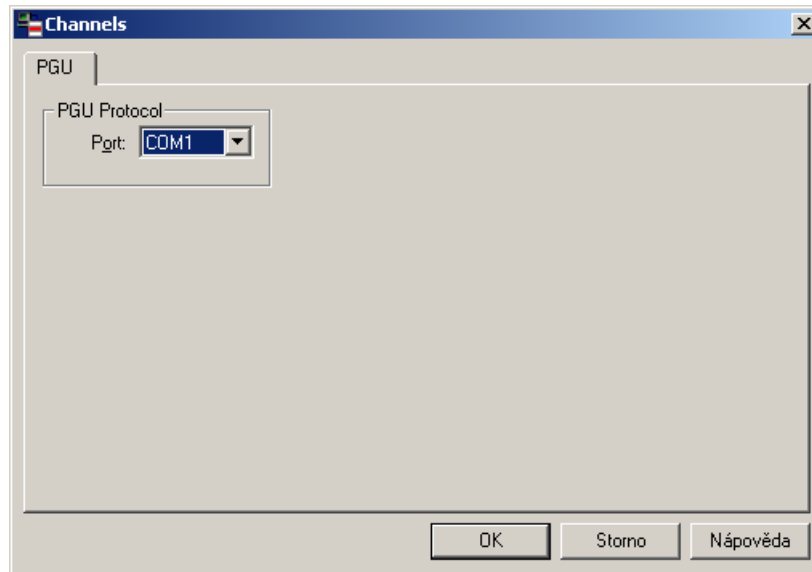 Channels
PGU
PGU Protocol
Port: COM1
OK Storno Nápověda